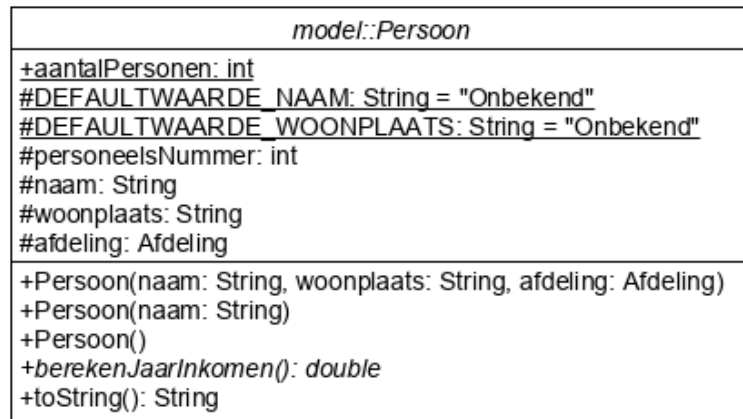 model::Persoon
+aantalPersonen: int
#DEFAULTWAARDE_NAAM: String = "Onbekend"
#DEFAULTWAARDE_WOONPLAATS: String = "Onbekend"
#personeelsNummer: int
#naam: String
#woonplaats: String
#afdeling: Afdeling
+Persoon(naam: String, woonplaats: String, afdeling: Afdeling)
+Persoon(naam: String)
+Persoon()
+berekenJaarInkomen(): double
+toString(): String